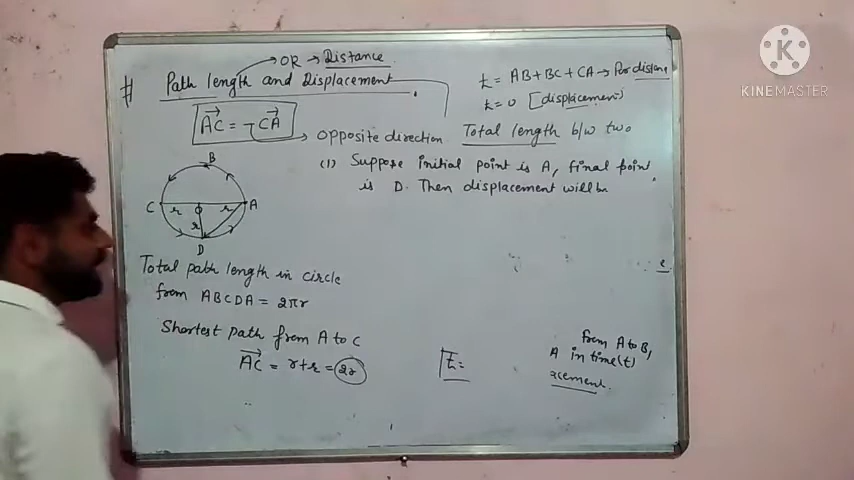 OR → Distance
# Path length and Displacement
AC = -CA → opposite direction
B
C r O r A
r
D
Total path length in circle
from ABCDA = 2πr
Shortest path from A to C
AC = r+r = 2r
t = AB+BC+CA → For distance
t = 0 [displacement]
Total length b/w two
(1) Suppose initial point is A, final point
is D. Then displacement will be
t =
from A to B,
A in time(t)
cement.
K
KINEMASTER